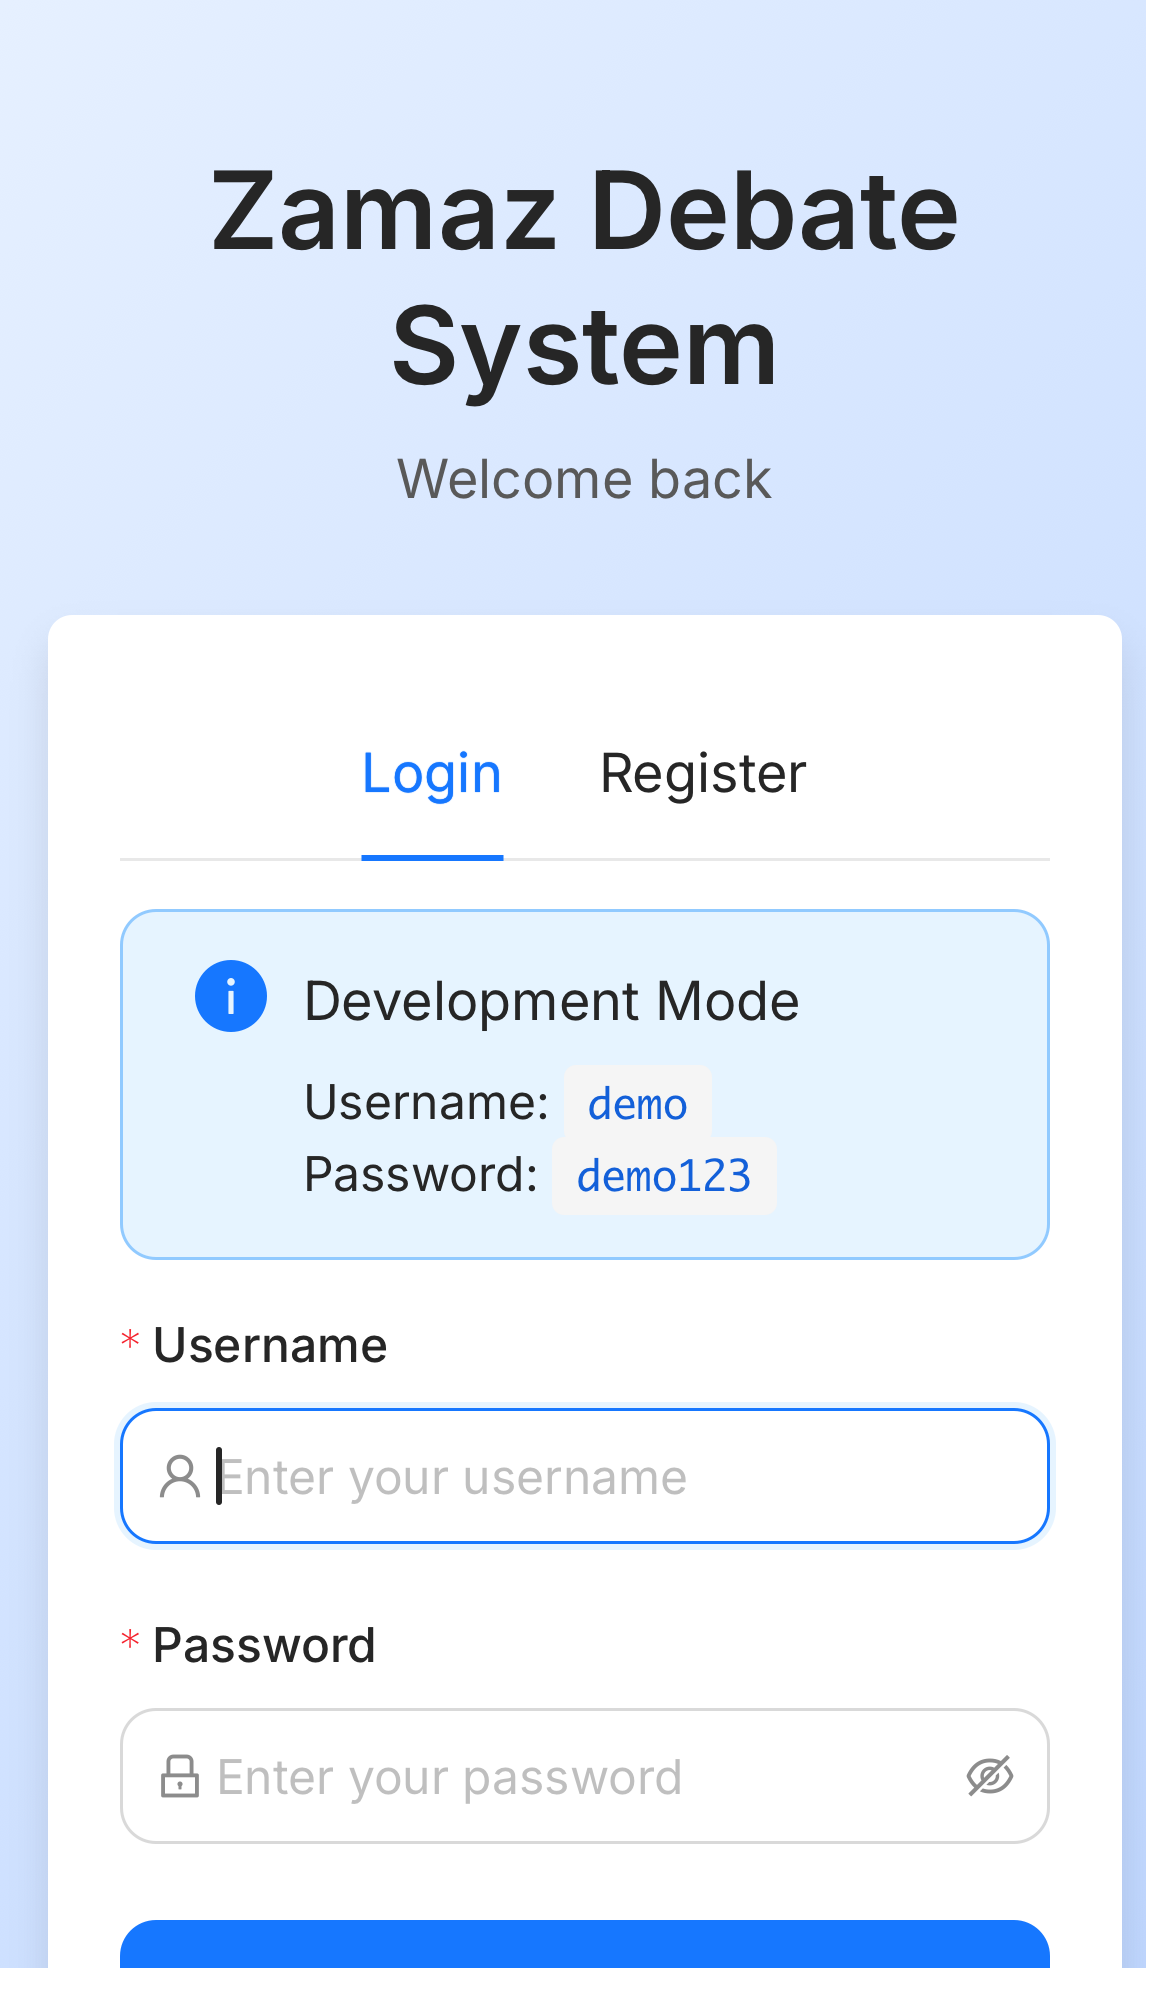 Zamaz Debate
System
Welcome back
Login Register
Development Mode
Username: demo
Password: demo123
* Username
Enter your username
* Password
Enter your password